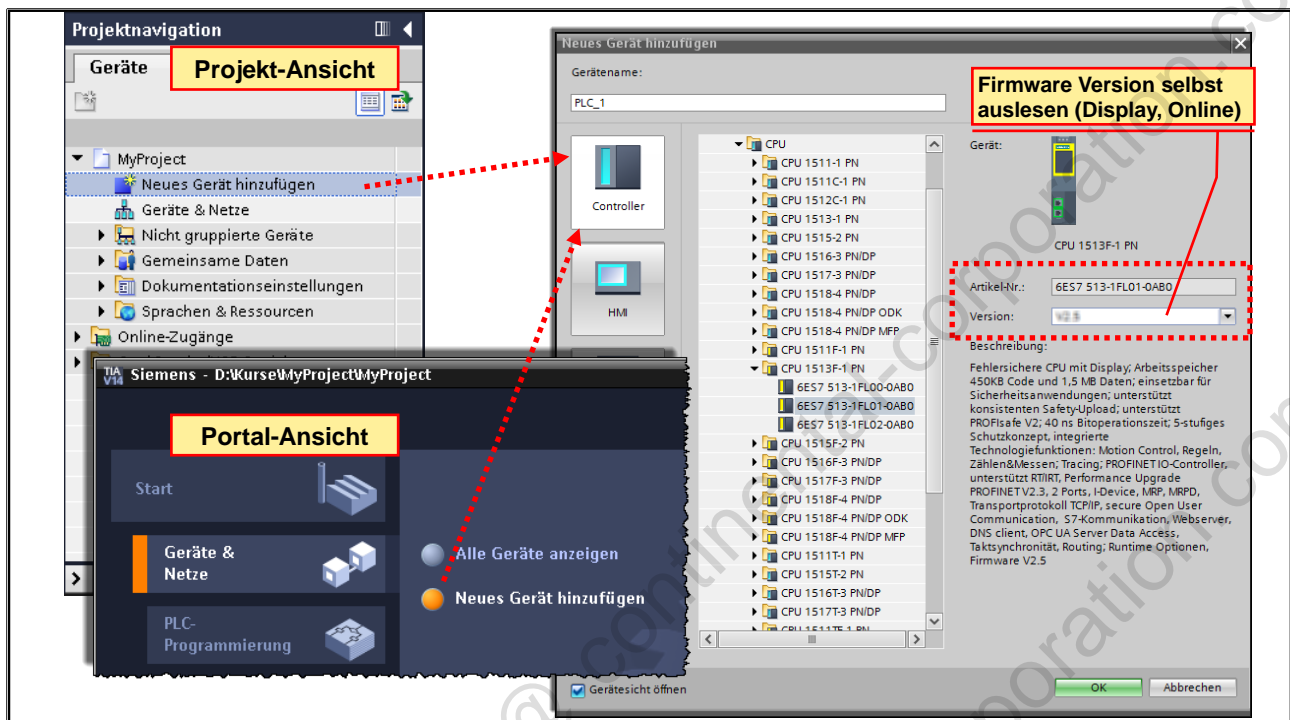 Projektnavigation
Geräte
Projekt-Ansicht
MyProject
Neues Gerät hinzufügen
Geräte & Netze
Nicht gruppierte Geräte
Gemeinsame Daten
Dokumentationseinstellungen
Sprachen & Ressourcen
Online-Zugänge
TIA
V14
Siemens - D:\Kurse\MyProject\MyProject
Portal-Ansicht
Start
Geräte &
Netze
PLC-
Programmierung
Alle Geräte anzeigen
Neues Gerät hinzufügen
Neues Gerät hinzufügen
Gerätename:
PLC_1
Firmware Version selbst
auslesen (Display, Online)
Controller
HMI
CPU
CPU 1511-1 PN
CPU 1511C-1 PN
CPU 1512C-1 PN
CPU 1513-1 PN
CPU 1515-2 PN
CPU 1516-3 PN/DP
CPU 1517-3 PN/DP
CPU 1518-4 PN/DP
CPU 1518-4 PN/DP ODK
CPU 1518-4 PN/DP MFP
CPU 1511F-1 PN
CPU 1513F-1 PN
6ES7 513-1FL00-0AB0
6ES7 513-1FL01-0AB0
6ES7 513-1FL02-0AB0
CPU 1515F-2 PN
CPU 1516F-3 PN/DP
CPU 1517F-3 PN/DP
CPU 1518F-4 PN/DP
CPU 1518F-4 PN/DP ODK
CPU 1518F-4 PN/DP MFP
CPU 1511T-1 PN
CPU 1515T-2 PN
CPU 1516T-3 PN/DP
CPU 1517T-3 PN/DP
CPU 1511TF-1 PN
Gerät:
CPU 1513F-1 PN
Artikel-Nr.:
6ES7 513-1FL01-0AB0
Version:
V2.5
Beschreibung:
Fehlersichere CPU mit Display; Arbeitsspeicher
450KB Code und 1,5 MB Daten; einsetzbar für
Sicherheitsanwendungen; unterstützt
konsistenten Safety-Upload; unterstützt
PROFIsafe V2; 40 ns Bitoperationszeit; 5-stufiges
Schutzkonzept, integrierte
Technologiefunktionen: Motion Control, Regeln,
Zählen&Messen; Tracing; PROFINET IO-Controller,
unterstützt RT/IRT, Performance Upgrade
PROFINET V2.3, 2 Ports, I-Device, MRP, MRPD,
Transportprotokoll TCP/IP, secure Open User
Communication, S7-Kommunikation, Webserver,
DNS client, OPC UA Server Data Access,
Taktsynchronität, Routing; Runtime Optionen,
Firmware V2.5
Gerätesicht öffnen
OK
Abbrechen
@continental-corporation.com